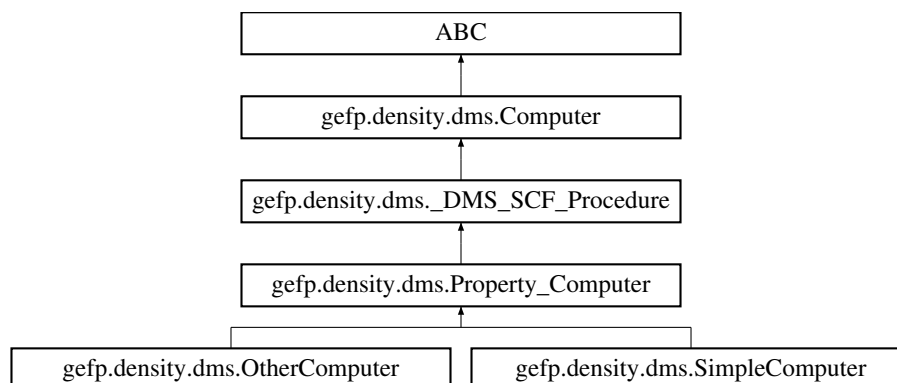 ABC
gefp.density.dms.Computer
gefp.density.dms._DMS_SCF_Procedure
gefp.density.dms.Property_Computer
gefp.density.dms.OtherComputer gefp.density.dms.SimpleComputer